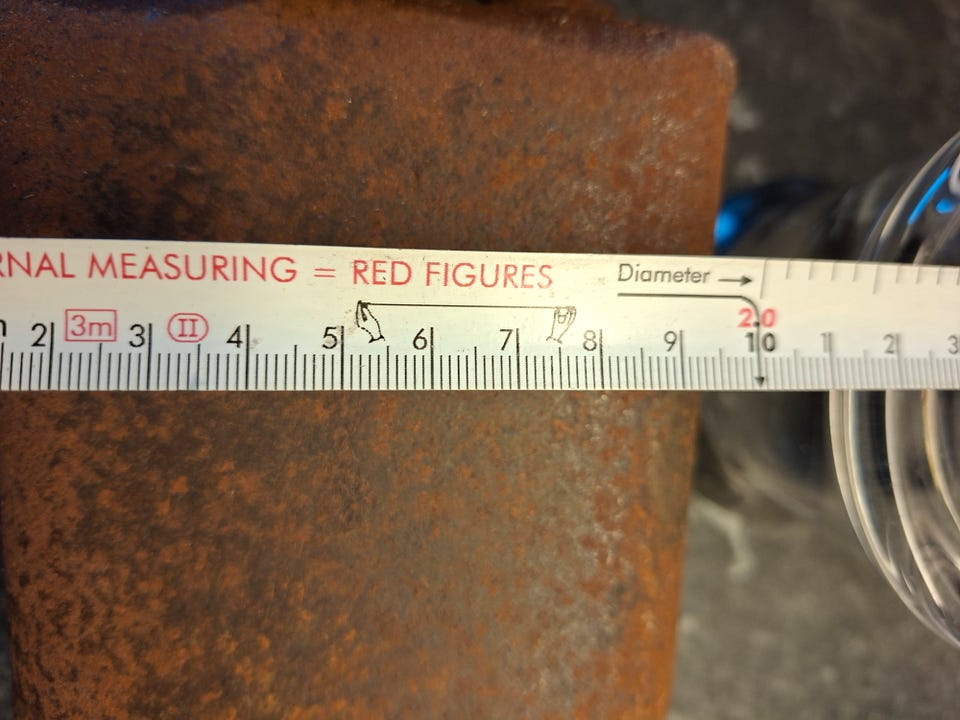 RNAL MEASURING = RED FIGURES Diameter
2.0
2 3m 3 II 4 5 6 7 8 9 10 1 2 3